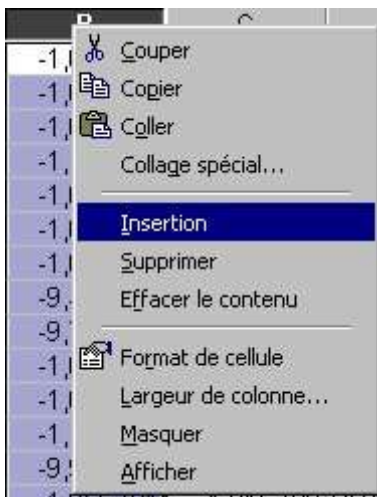 Couper
Copier
Coller
Collage spécial...
Insertion
Supprimer
Effacer le contenu
Format de cellule
Largeur de colonne...
Masquer
Afficher